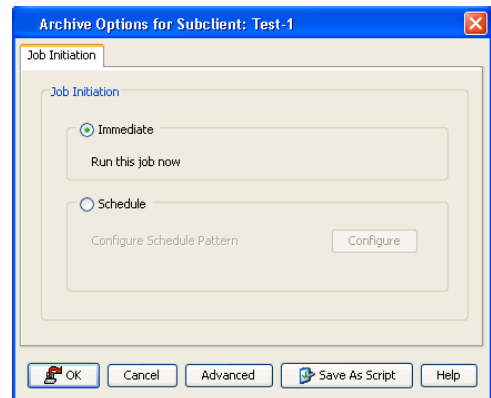 Archive Options for Subclient: Test-1
Job Initiation
Job Initiation
Immediate
Run this job now
Schedule
Configure Schedule Pattern Configure
OK Cancel Advanced Save As Script Help